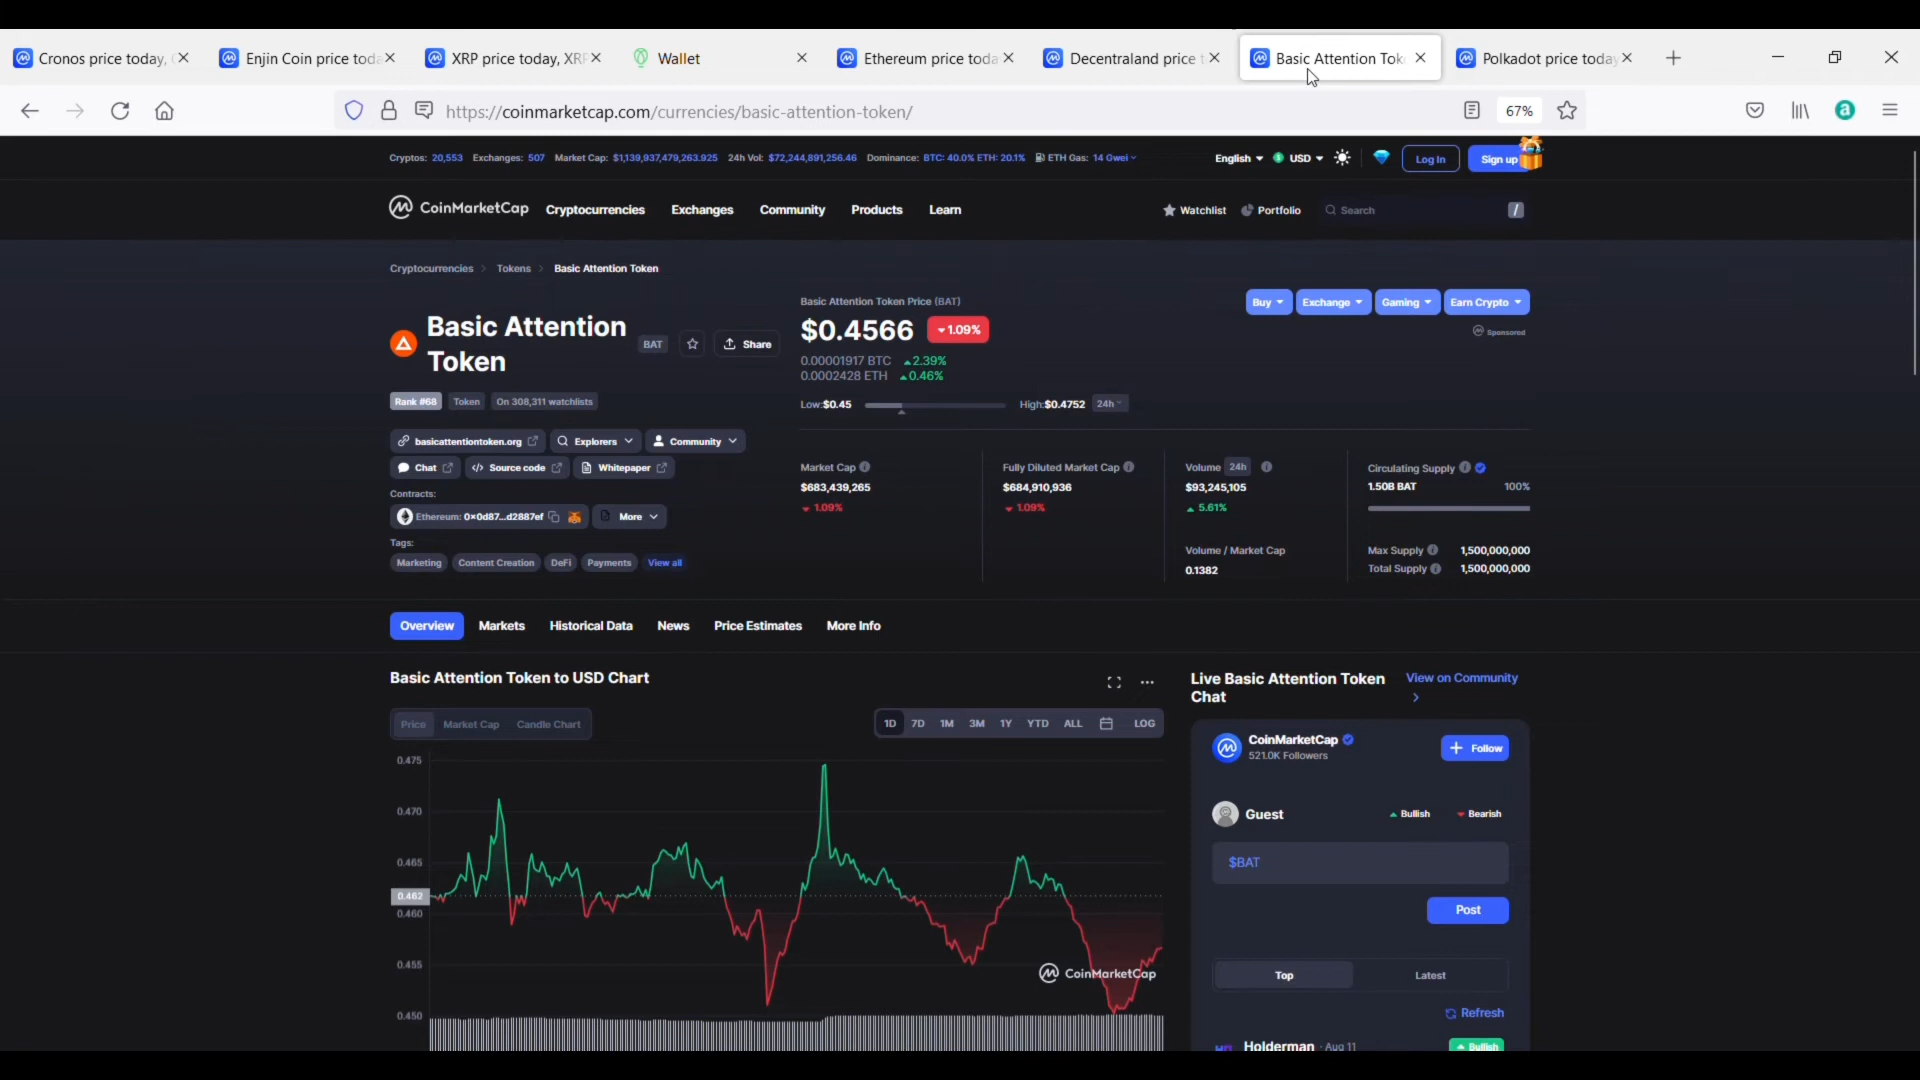 Cronos price today,
Enjin Coin price toda
XRP price today, XRP
Wallet
Ethereum price toda
Decentraland price t
Basic Attention Tok
Polkadot price today
https://coinmarketcap.com/currencies/basic-attention-token/
67%
Cryptos: 20,553 Exchanges: 507 Market Cap: $1,139,937,479,263.925 24h Vol: $72,244,891,256.46 Dominance: BTC: 40.0% ETH: 20.1% ETH Gas: 14 Gwei
English
USD
Log In
Sign up
CoinMarketCap
Cryptocurrencies
Exchanges
Community
Products
Learn
Watchlist
Portfolio
Search
/
Cryptocurrencies > Tokens > Basic Attention Token
Basic Attention
Token
BAT
Share
Basic Attention Token Price (BAT)
$0.4566
1.09%
0.00001917 BTC 2.39%
0.0002428 ETH 0.46%
Low:$0.45
High:$0.4752
24h
Buy
Exchange
Gaming
Earn Crypto
Sponsored
Rank #68
Token
On 308,311 watchlists
basicattentiontoken.org
Explorers
Community
Chat
Source code
Whitepaper
Contracts:
Ethereum: 0x0d87...d2887ef
More
Tags:
Marketing
Content Creation
DeFi
Payments
View all
Market Cap
$683,439,265
1.09%
Fully Diluted Market Cap
$684,910,936
1.09%
Volume 24h
$93,245,105
5.61%
Volume / Market Cap
0.1382
Circulating Supply
1.50B BAT 100%
Max Supply 1,500,000,000
Total Supply 1,500,000,000
Overview
Markets
Historical Data
News
Price Estimates
More Info
Basic Attention Token to USD Chart
Price
Market Cap
Candle Chart
1D
7D
1M
3M
1Y
YTD
ALL
LOG
0.475
0.470
0.465
0.462
0.460
0.455
0.450
CoinMarketCap
Live Basic Attention Token
Chat
View on Community
>
CoinMarketCap
521.0K Followers
Follow
Guest
Bullish
Bearish
$BAT
Post
Top
Latest
Refresh
Holderman · Aug 11
Bullish